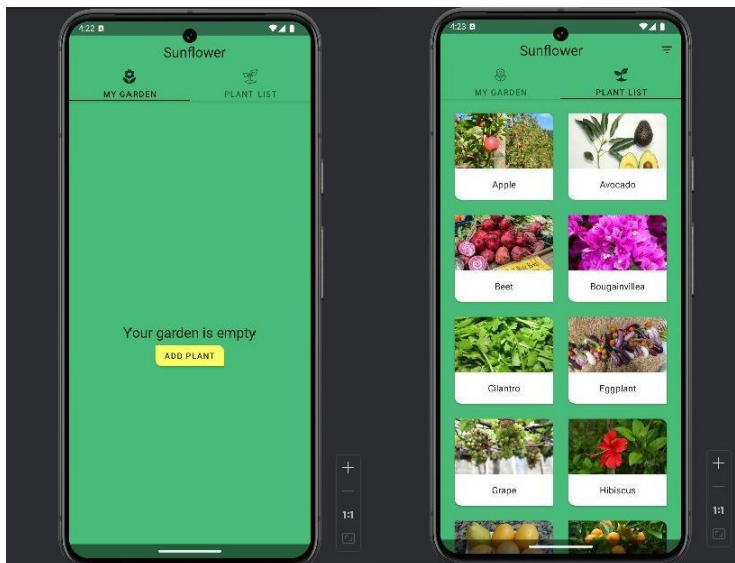 4:22
Sunflower
MY GARDEN
PLANT LIST
Your garden is empty
ADD PLANT
1:1
4:23
Sunflower
MY GARDEN
PLANT LIST
Apple
Avocado
Beet
Bougainvillea
Cilantro
Eggplant
Grape
Hibiscus
1:1